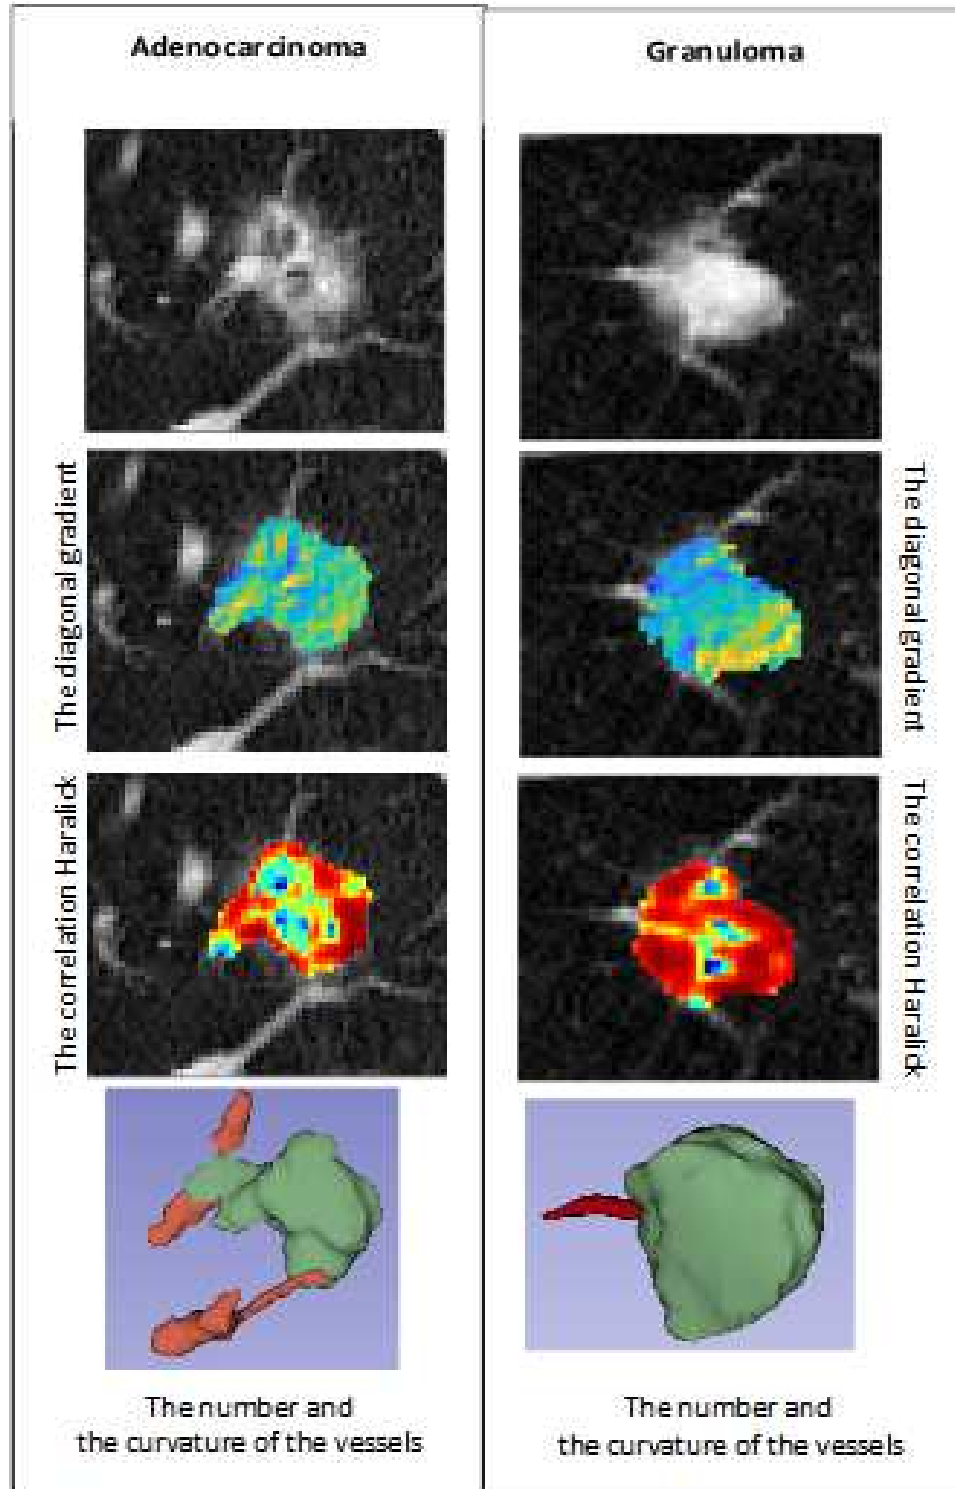 Adenocarcinoma
Granuloma
The diagonal gradient
The diagonal gradient
The correlation Haralick
The correlation Haralick
The number and
the curvature of the vessels
The number and
the curvature of the vessels